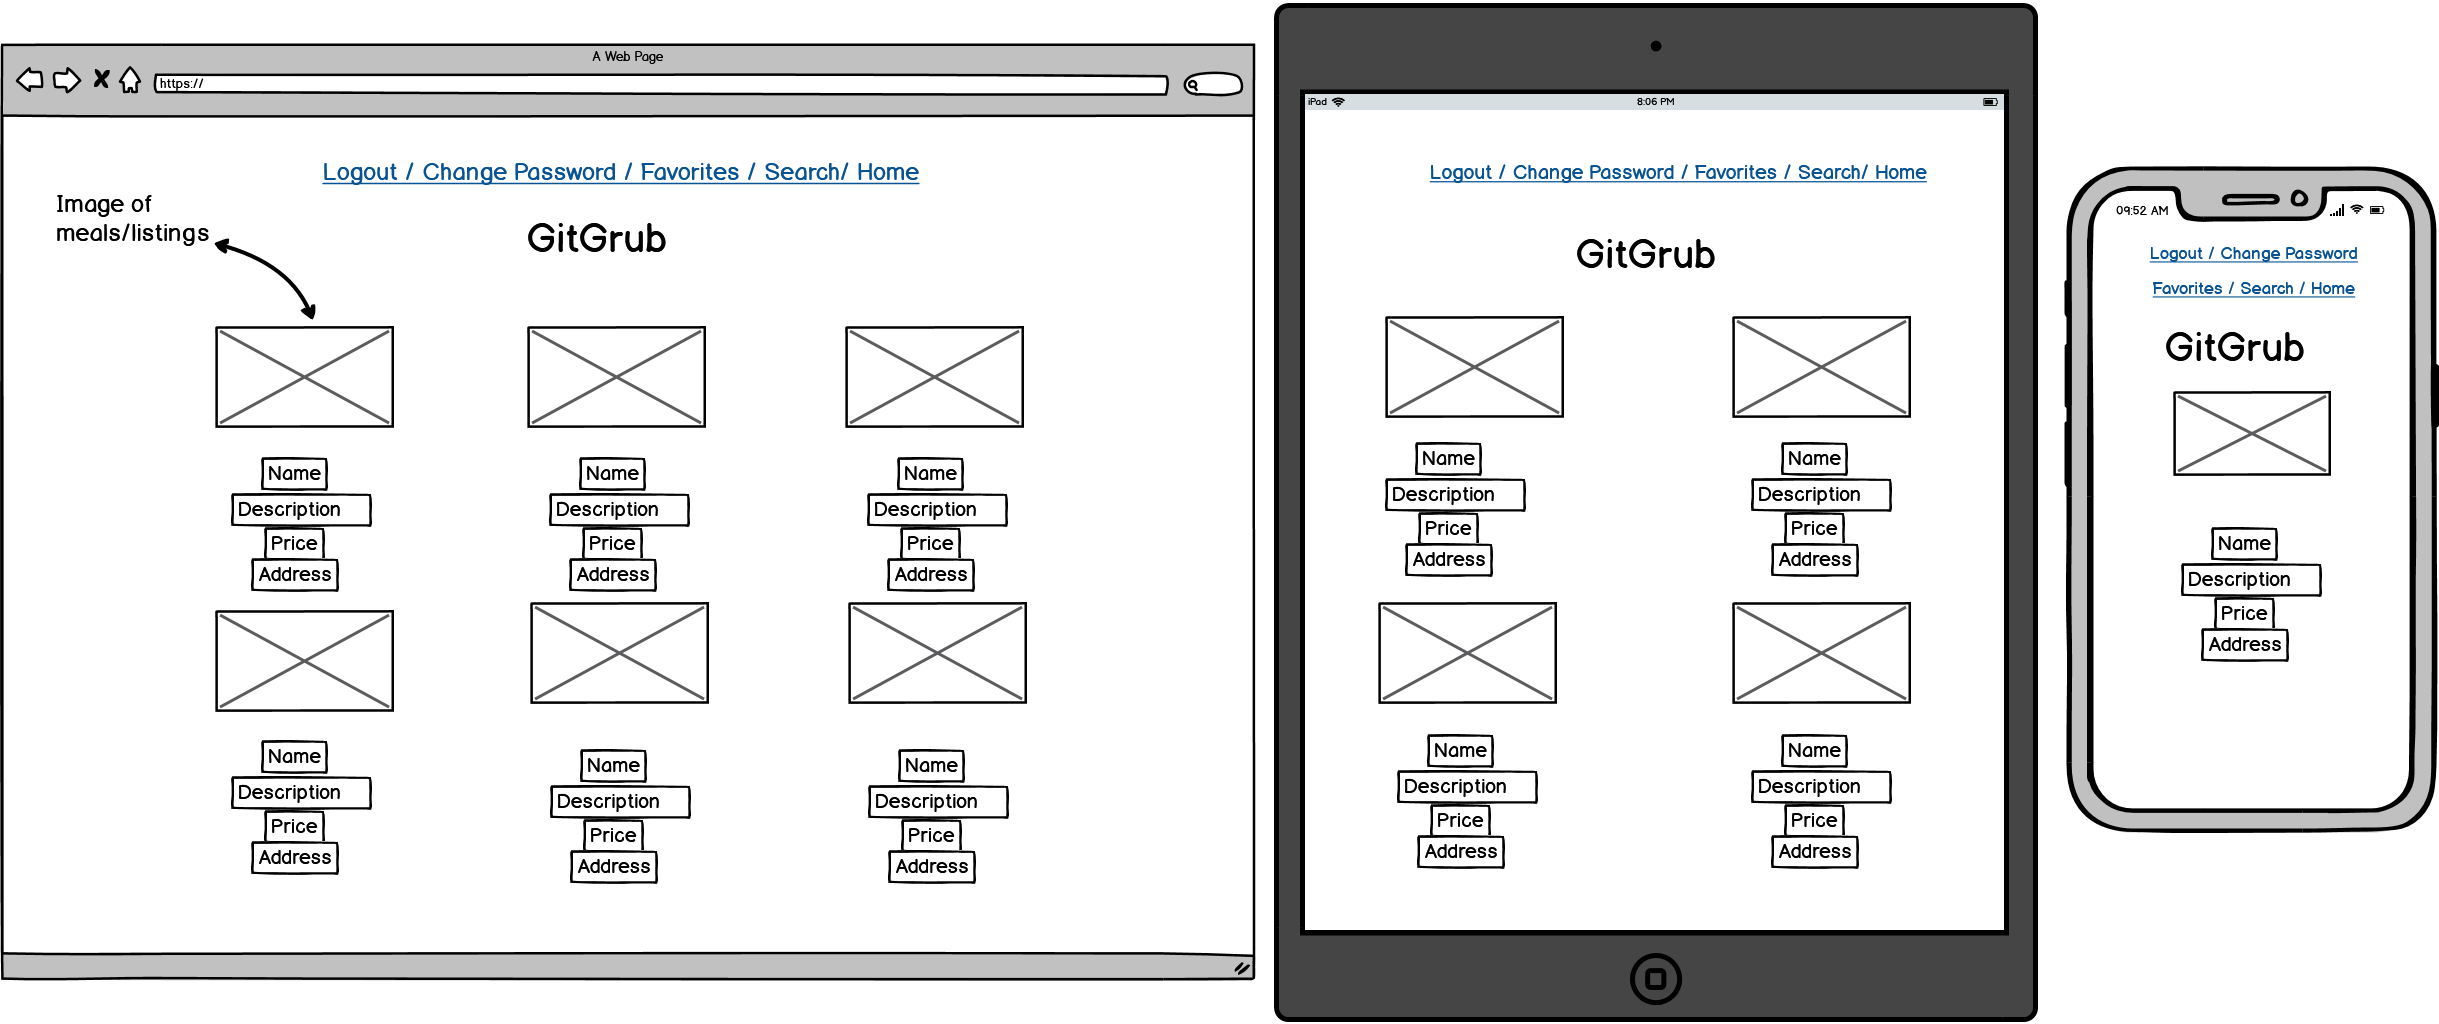 A Web Page
https://
Logout / Change Password / Favorites / Search/ Home
Image of
meals/listings
GitGrub
Name
Description
Price
Address
Name
Description
Price
Address
Name
Description
Price
Address
Name
Description
Price
Address
Name
Description
Price
Address
Name
Description
Price
Address
iPad
8:06 PM
Logout / Change Password / Favorites / Search/ Home
GitGrub
Name
Description
Price
Address
Name
Description
Price
Address
Name
Description
Price
Address
Name
Description
Price
Address
09:52 AM
Logout / Change Password
Favorites / Search / Home
GitGrub
Name
Description
Price
Address